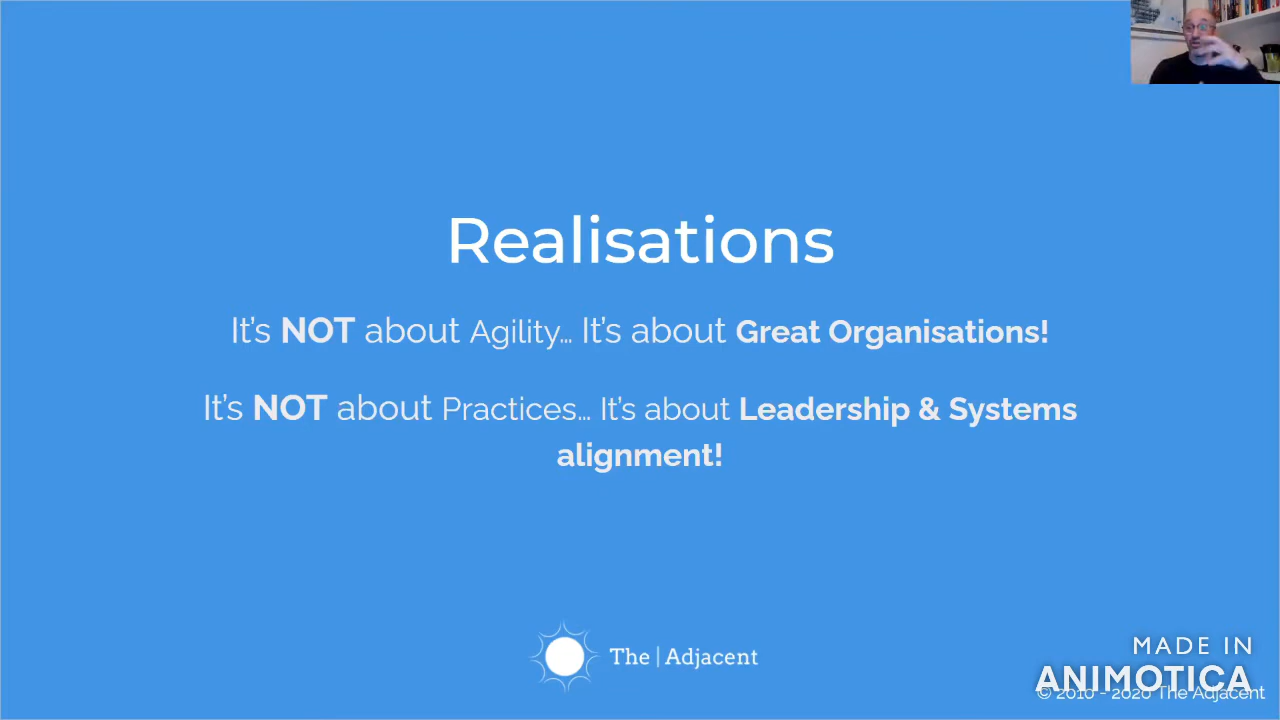 Realisations
It's NOT about Agility... It's about Great Organisations!
It's NOT about Practices... It's about Leadership & Systems
alignment!
The | Adjacent
MADE IN
ANIMOTICA
© 2010 - 2020 The Adjacent